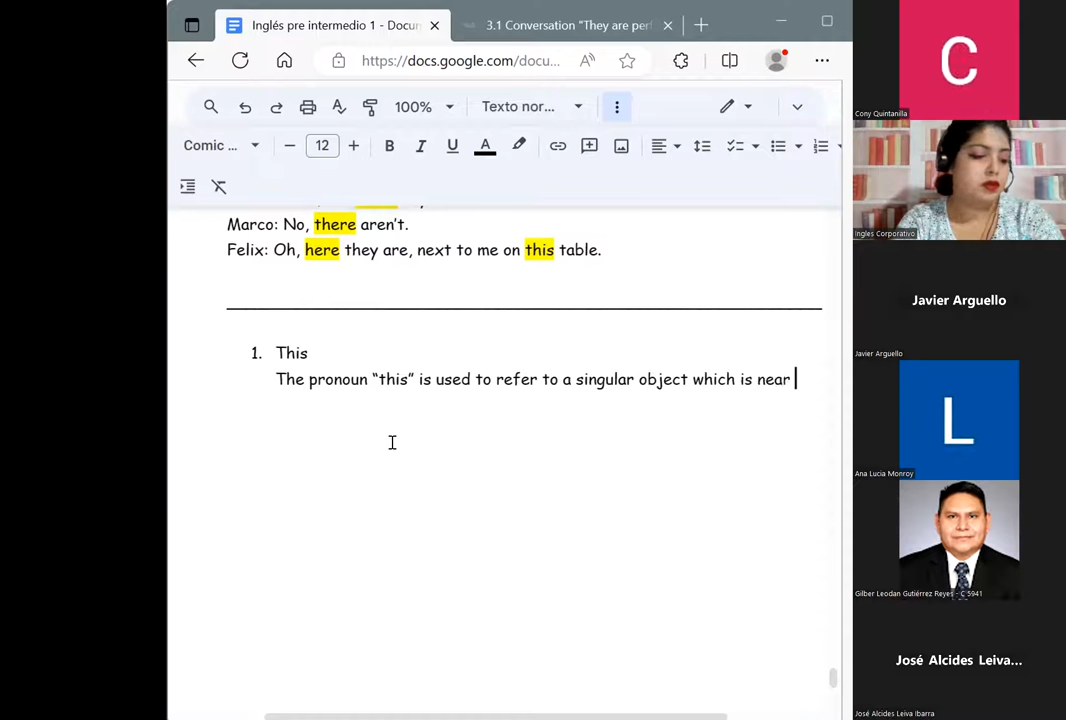 Inglés pre intermedio 1 - Docun
3.1 Conversation "They are per
https://docs.google.com/docu...
100%
Texto nor...
Comic ...
12
Marco: No, there aren't.
Felix: Oh, here they are, next to me on this table.
1. This
The pronoun "this" is used to refer to a singular object which is near
C
Cony Quintanilla
Ingles Corporativo
Javier Arguello
Javier Arguello
L
Ana Lucia Monroy
Gilber Leodan Gutiérrez Reyes - C 5941
José Alcides Leiva...
José Alcides Leiva Ibarra